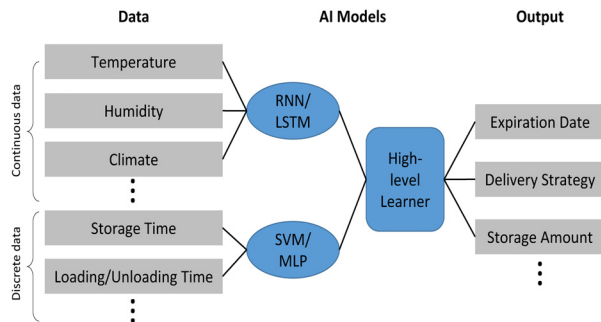 Data
AI Models
Output
Continuous data
Temperature
Humidity
Climate
Discrete data
Storage Time
Loading/Unloading Time
RNN/
LSTM
SVM/
MLP
High-
level
Learner
Expiration Date
Delivery Strategy
Storage Amount